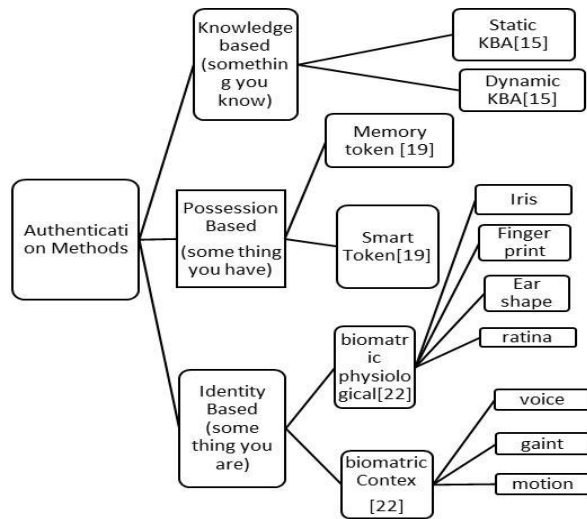 Authenticati
on Methods
Knowledge
based
(somethin
g you
know)
Static
KBA[15]
Dynamic
KBA[15]
Possession
Based
(some thing
you have)
Memory
token [19]
Smart
Token[19]
Identity
Based
(some
thing you
are)
biomatr
ic
physiolo
gical[22]
Iris
Finger
print
Ear
shape
ratina
biomatric
Contex
[22]
voice
gaint
motion